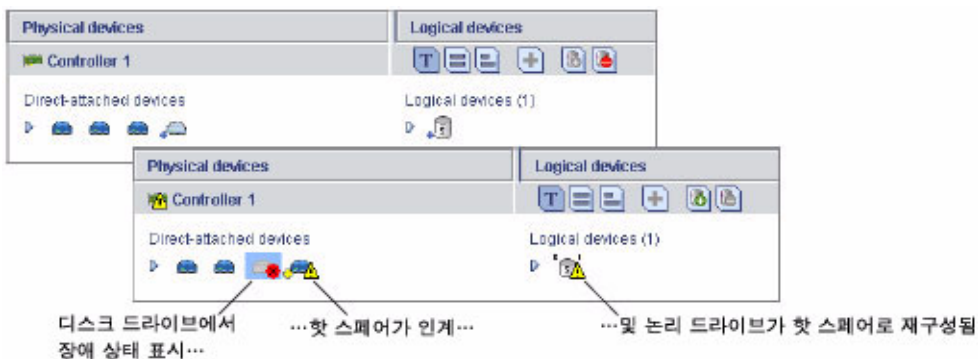 Physical devices
Logical devices
Controller 1
T
Direct-attached devices
Logical devices (1)
Physical devices
Logical devices
Controller 1
T
Direct-attached devices
Logical devices (1)
디스크 드라이브에서
장애 상태 표시···
···핫 스페어가 인계···
···및 논리 드라이브가 핫 스페어로 재구성됨